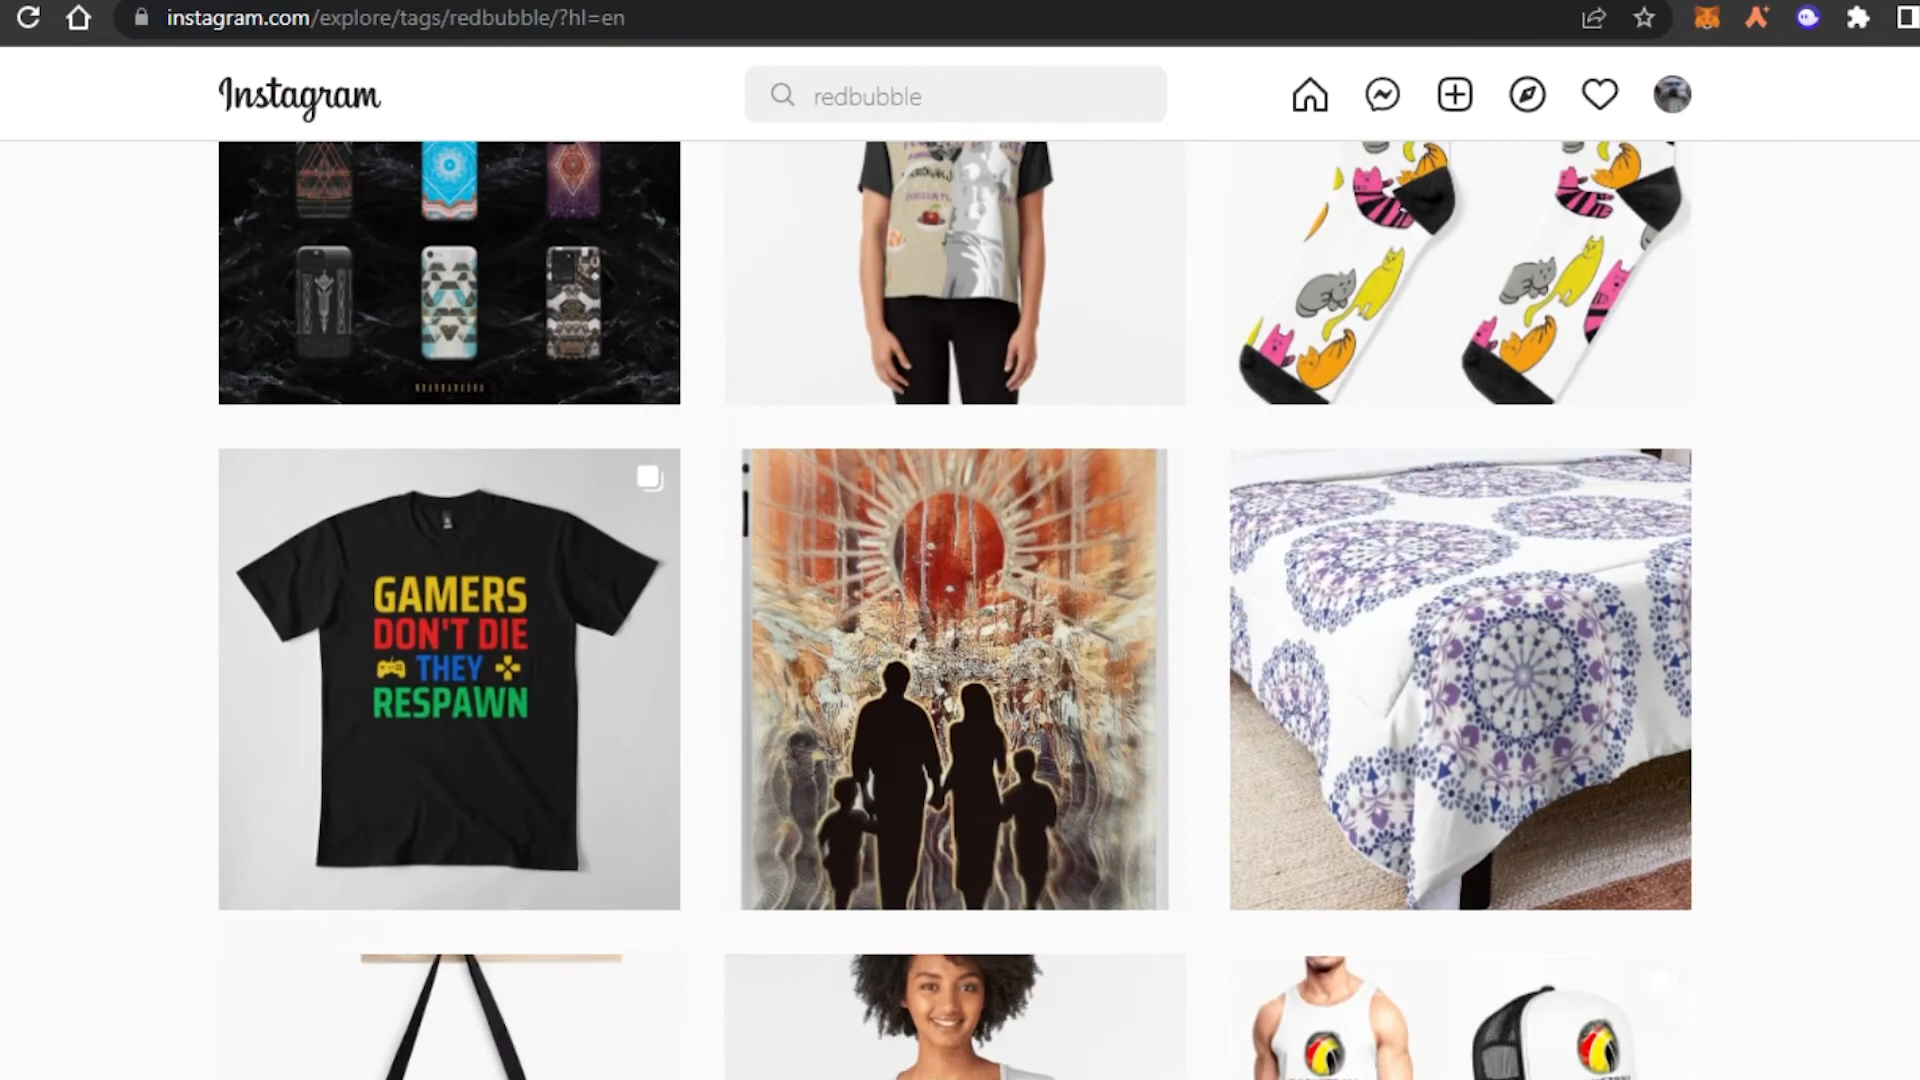 instagram.com/explore/tags/redbubble/?hl=en
Instagram
redbubble
GAMERS
DON'T DIE
THEY
RESPAWN